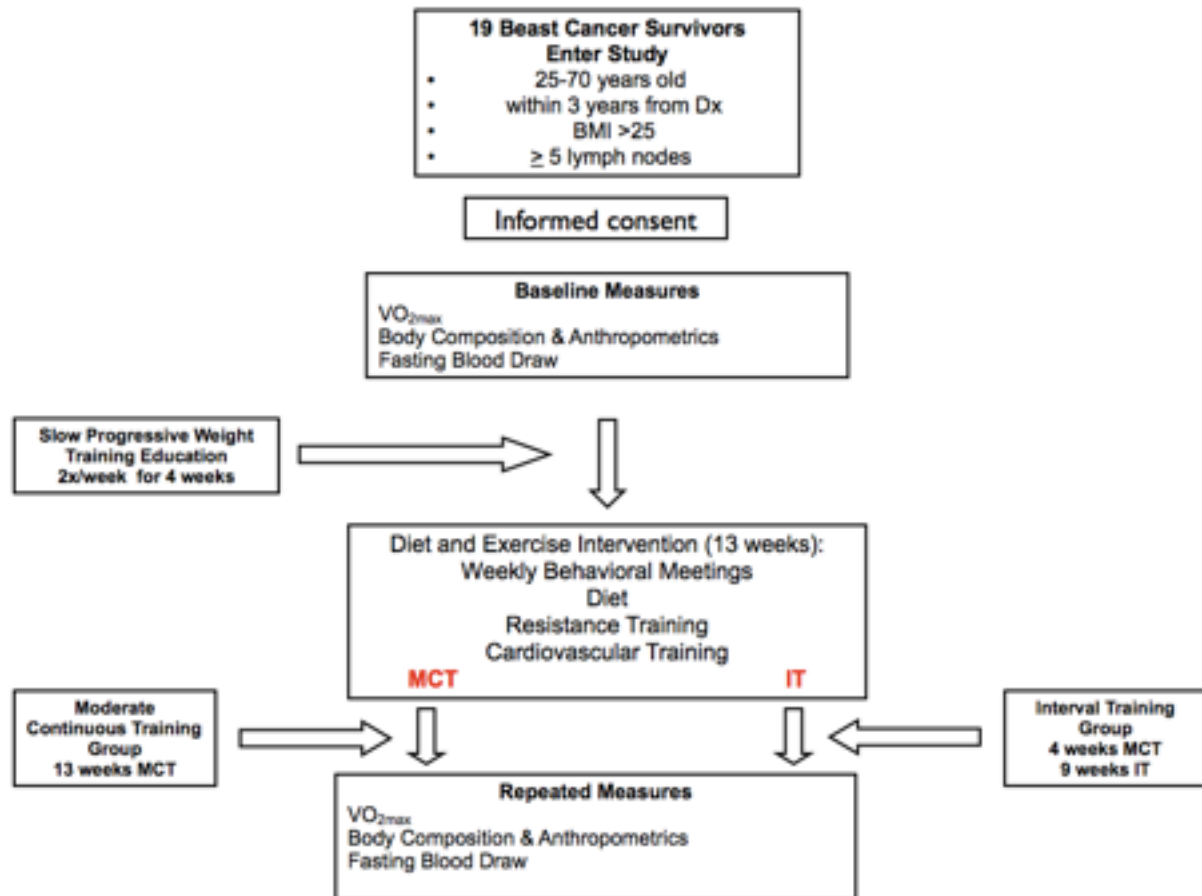 19 Beast Cancer Survivors
Enter Study
• 25-70 years old
• within 3 years from Dx
• BMI >25
• ≥ 5 lymph nodes
Informed consent
Baseline Measures
VO2max
Body Composition & Anthropometrics
Fasting Blood Draw
Slow Progressive Weight
Training Education
2x/week for 4 weeks
Diet and Exercise Intervention (13 weeks):
Weekly Behavioral Meetings
Diet
Resistance Training
Cardiovascular Training
MCT IT
Moderate
Continuous Training
Group
13 weeks MCT
Interval Training
Group
4 weeks MCT
9 weeks IT
Repeated Measures
VO2max
Body Composition & Anthropometrics
Fasting Blood Draw